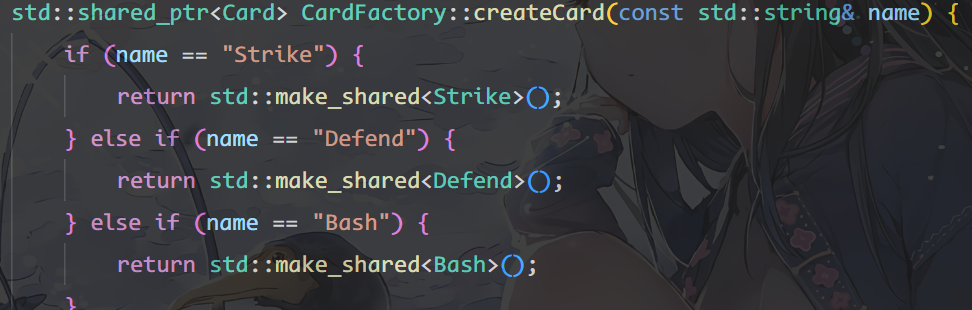 std::shared_ptr<Card> CardFactory::createCard(const std::string& name) {
if (name == "Strike") {
return std::make_shared<Strike>();
} else if (name == "Defend") {
return std::make_shared<Defend>();
} else if (name == "Bash") {
return std::make_shared<Bash>();
}